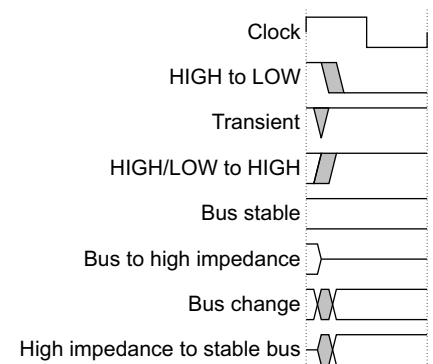 Clock
HIGH to LOW
Transient
HIGH/LOW to HIGH
Bus stable
Bus to high impedance
Bus change
High impedance to stable bus